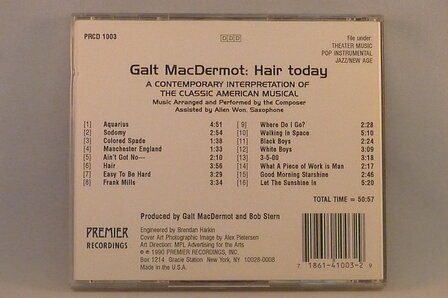 PRCD 1003
DDD
file under:
THEATER MUSIC
POP INSTRUMENTAL
JAZZ/NEW AGE
Galt MacDermot: Hair today
A CONTEMPORARY INTERPRETATION OF
THE CLASSIC AMERICAN MUSICAL
Music Arranged and Performed by the Composer
Assisted by Allen Won, Saxophone
[1] Aquarius 4:51
[2] Sodomy 2:54
[3] Colored Spade 1:38
[4] Manchester England 1:33
[5] Ain't Got No--- 2:10
[6] Hair 3:56
[7] Easy To Be Hard 3:29
[8] Frank Mills 3:34
[9] Where Do I Go? 2:28
[10] Walking In Space 5:10
[11] Black Boys 2:24
[12] White Boys 3:09
[13] 3-5-00 3:18
[14] What A Piece of Work is Man 2:17
[15] Good Morning Starshine 2:46
[16] Let The Sunshine In 5:20
TOTAL TIME = 50:57
Produced by Galt MacDermot and Bob Stern
PREMIER
RECORDINGS
Engineered by Brendan Harkin
Cover Art Photographic Image by Alex Pietersen
Art Direction: MPL Advertising for the Arts
© ℗ 1990 PREMIER RECORDINGS, INC.
Box 1214 Gracie Station New York, NY 10028-0008
Made in the U.S.A.
7 18661 41003-2 9